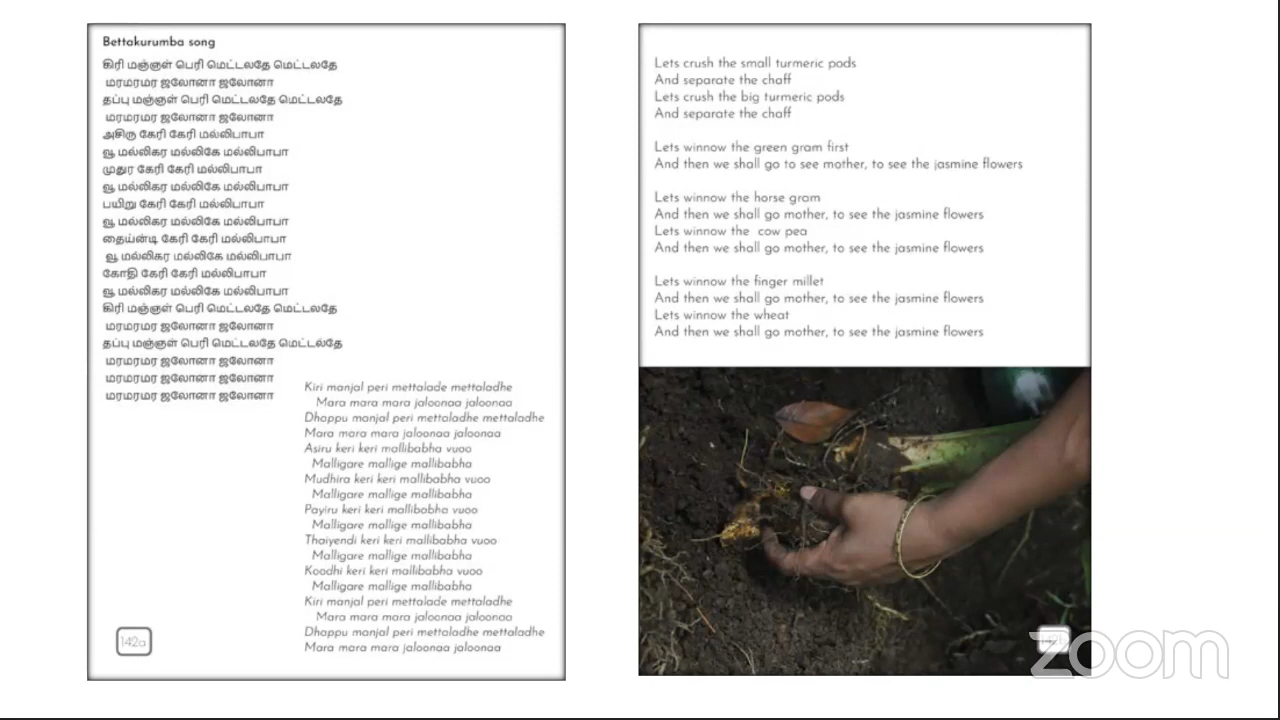 Bettakurumba song
கிரி மஞ்ஞள் பெரி மெட்டலதே மெட்டலதே
மரமரமர ஜலோனா ஜலோனா
தப்பு மஞ்ஞள் பெரி மெட்டலதே மெட்டலதே
மரமரமர ஜலோனா ஜலோனா
அசிரு கேரி கேரி மல்லிபாபா
வூ மல்லிகர மல்லிகே மல்லிபாபா
முதுர கேரி கேரி மல்லிபாபா
வூ மல்லிகர மல்லிகே மல்லிபாபா
பயிறு கேரி கேரி மல்லிபாபா
வூ மல்லிகர மல்லிகே மல்லிபாபா
தைய்ன்டி கேரி கேரி மல்லிபாபா
வூ மல்லிகர மல்லிகே மல்லிபாபா
கோதி கேரி கேரி மல்லிபாபா
வூ மல்லிகர மல்லிகே மல்லிபாபா
கிரி மஞ்ஞள் பெரி மெட்டலதே மெட்டலதே
மரமரமர ஜலோனா ஜலோனா
தப்பு மஞ்ஞள் பெரி மெட்டலதே மெட்டல்தே
மரமரமர ஜலோனா ஜலோனா
மரமரமர ஜலோனா ஜலோனா
மரமரமர ஜலோனா ஜலோனா
Kiri manjal peri mettalade mettaladhe
Mara mara mara jaloonaa jaloonaa
Dhappu manjal peri mettaladhe mettaladhe
Mara mara mara jaloonaa jaloonaa
Asiru keri keri mallibabha vuoo
Malligare mallige mallibabha
Mudhira keri keri mallibabha vuoo
Malligare mallige mallibabha
Payiru keri keri mallibabha vuoo
Malligare mallige mallibabha
Thaiyendi keri keri mallibabha vuoo
Malligare mallige mallibabha
Koodhi keri keri mallibabha vuoo
Malligare mallige mallibabha
Kiri manjal peri mettalade mettaladhe
Mara mara mara jaloonaa jaloonaa
Dhappu manjal peri mettaladhe mettaladhe
Mara mara mara jaloonaa jaloonaa
142a
Lets crush the small turmeric pods
And separate the chaff
Lets crush the big turmeric pods
And separate the chaff
Lets winnow the green gram first
And then we shall go to see mother, to see the jasmine flowers
Lets winnow the horse gram
And then we shall go mother, to see the jasmine flowers
Lets winnow the cow pea
And then we shall go mother, to see the jasmine flowers
Lets winnow the finger millet
And then we shall go mother, to see the jasmine flowers
Lets winnow the wheat
And then we shall go mother, to see the jasmine flowers
zoom